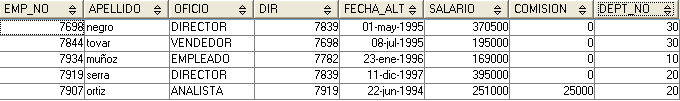 EMP_NO APELLIDO OFICIO DIR FECHA_ALT SALARIO COMISION DEPT_NO
7698 negro DIRECTOR 7839 01-may-1995 370500 0 30
7844 tovar VENDEDOR 7698 08-jul-1995 195000 0 30
7934 muñoz EMPLEADO 7782 23-ene-1996 169000 0 10
7919 serra DIRECTOR 7839 11-dic-1997 395000 0 20
7907 ortiz ANALISTA 7919 22-jun-1994 251000 25000 20